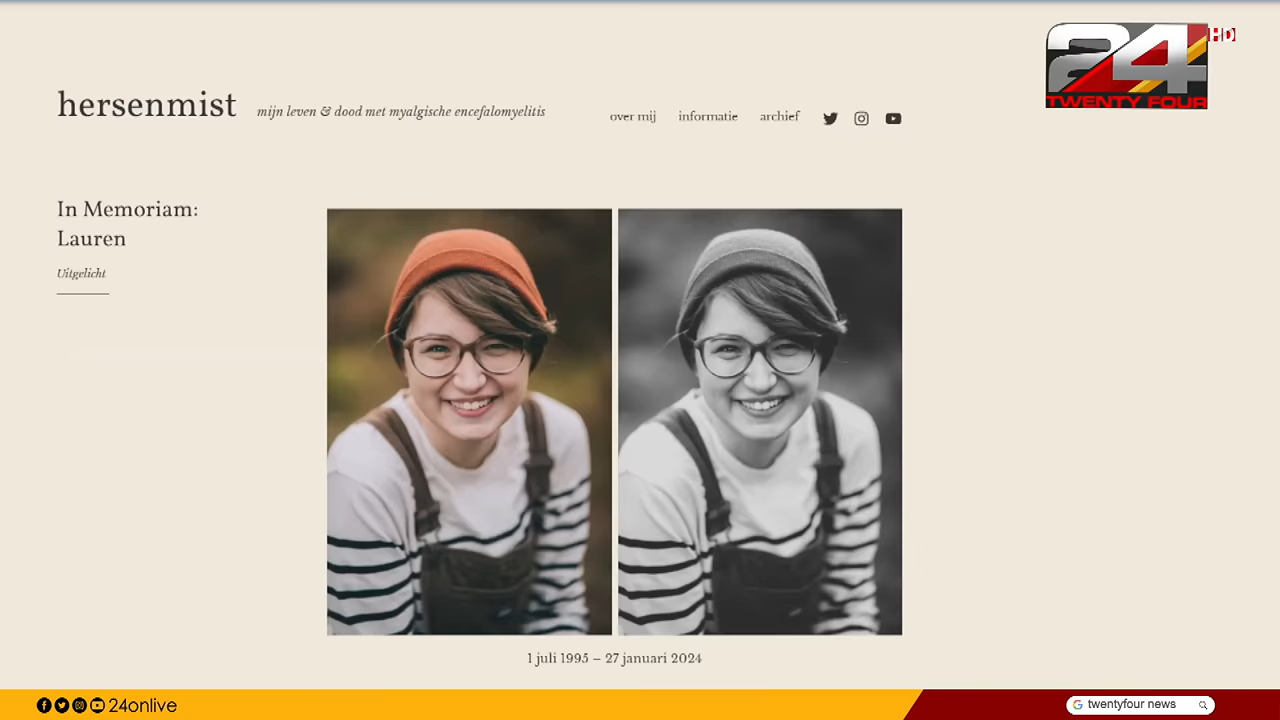 24
HD
TWENTY FOUR
hersenmist
mijn leven & dood met myalgische encefalomyelitis
over mij
informatie
archief
In Memoriam:
Lauren
Uitgelicht
1 juli 1995 – 27 januari 2024
24onlive
twentyfour news